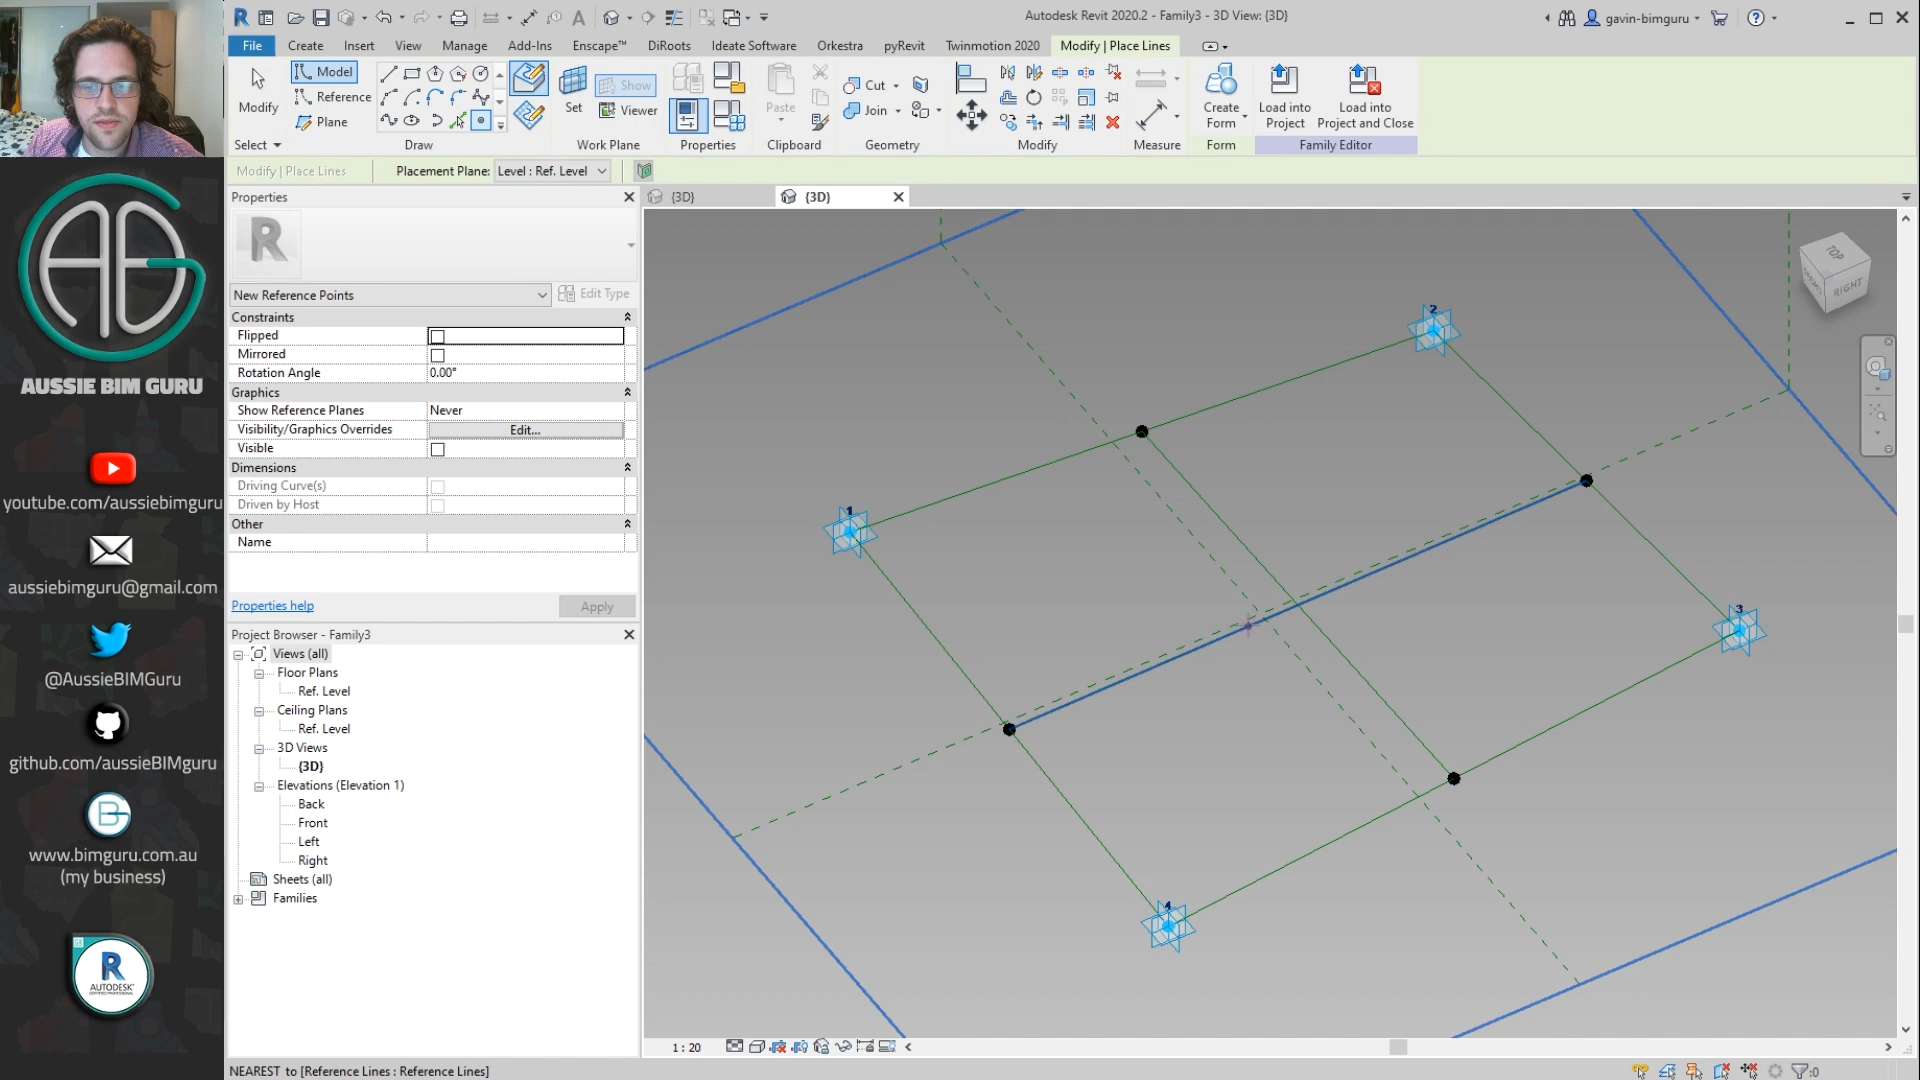 Autodesk Revit 2020.2 - Family3 - 3D View: {3D}
gavin-bimguru
File Create Insert View Manage Add-Ins Enscape™ DiRoots Ideate Software Orkestra pyRevit Twinmotion 2020 Modify | Place Lines
Modify
Model
Reference
Plane
Set
Show
Viewer
Paste
Cut
Join
Create
Form
Load into
Project
Load into
Project and Close
Select Draw Work Plane Properties Clipboard Geometry Modify Measure Form Family Editor
Modify | Place Lines Placement Plane: Level : Ref. Level
Properties
{3D} {3D}
R
New Reference Points Edit Type
Constraints
Flipped
Mirrored
Rotation Angle 0.00°
Graphics
Show Reference Planes Never
Visibility/Graphics Overrides Edit...
Visible
Dimensions
Driving Curve(s)
Driven by Host
Other
Name
Properties help Apply
Project Browser - Family3
Views (all)
Floor Plans
Ref. Level
Ceiling Plans
Ref. Level
3D Views
{3D}
Elevations (Elevation 1)
Back
Front
Left
Right
Sheets (all)
Families
AUSSIE BIM GURU
youtube.com/aussiebimguru
aussiebimguru@gmail.com
@AussieBIMGuru
github.com/aussieBIMguru
www.bimguru.com.au
(my business)
R
AUTODESK
1
2
3
4
TOP
RIGHT
1 : 20
NEAREST to [Reference Lines : Reference Lines]
:0